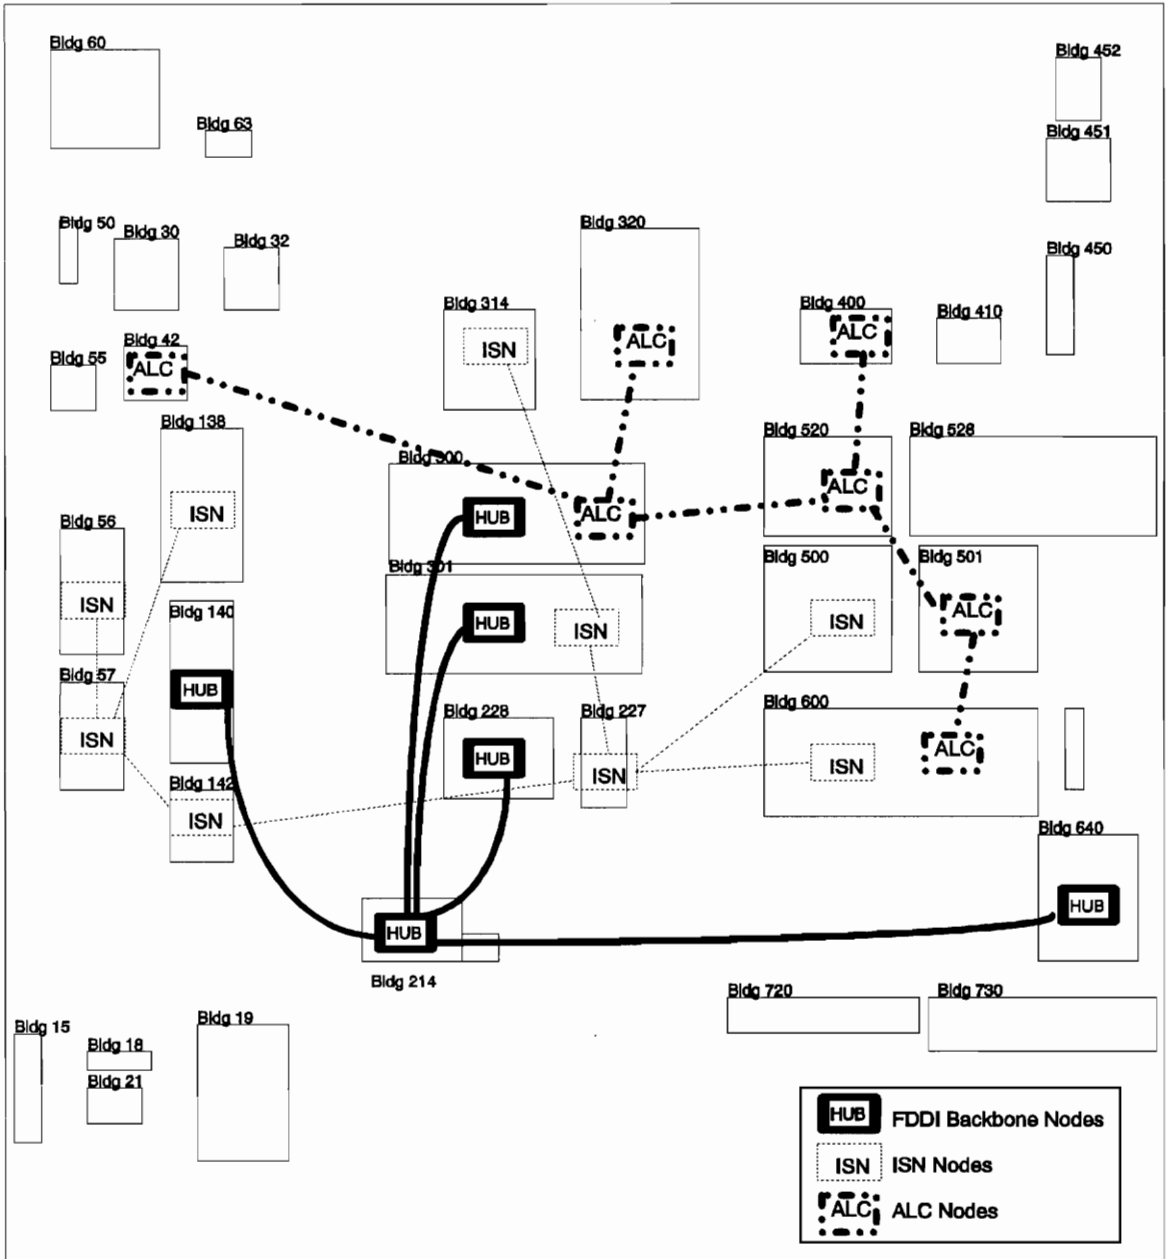 Bldg 60
Bldg 452
Bldg 63
Bldg 451
Bldg 50
Bldg 30
Bldg 32
Bldg 320
Bldg 450
Bldg 314
Bldg 400
Bldg 410
ISN
ALC
ALC
Bldg 42
Bldg 55
ALC
Bldg 138
Bldg 520
Bldg 528
Bldg 300
ISN
HUB
ALC
ALC
Bldg 56
Bldg 301
Bldg 500
Bldg 501
ISN
Bldg 140
HUB
ISN
ISN
ALC
Bldg 57
HUB
Bldg 228
Bldg 227
Bldg 600
ISN
HUB
ISN
ISN
ALC
Bldg 142
ISN
Bldg 640
HUB
HUB
Bldg 214
Bldg 720
Bldg 730
Bldg 15
Bldg 18
Bldg 19
Bldg 21
HUB FDDI Backbone Nodes
ISN ISN Nodes
ALC ALC Nodes